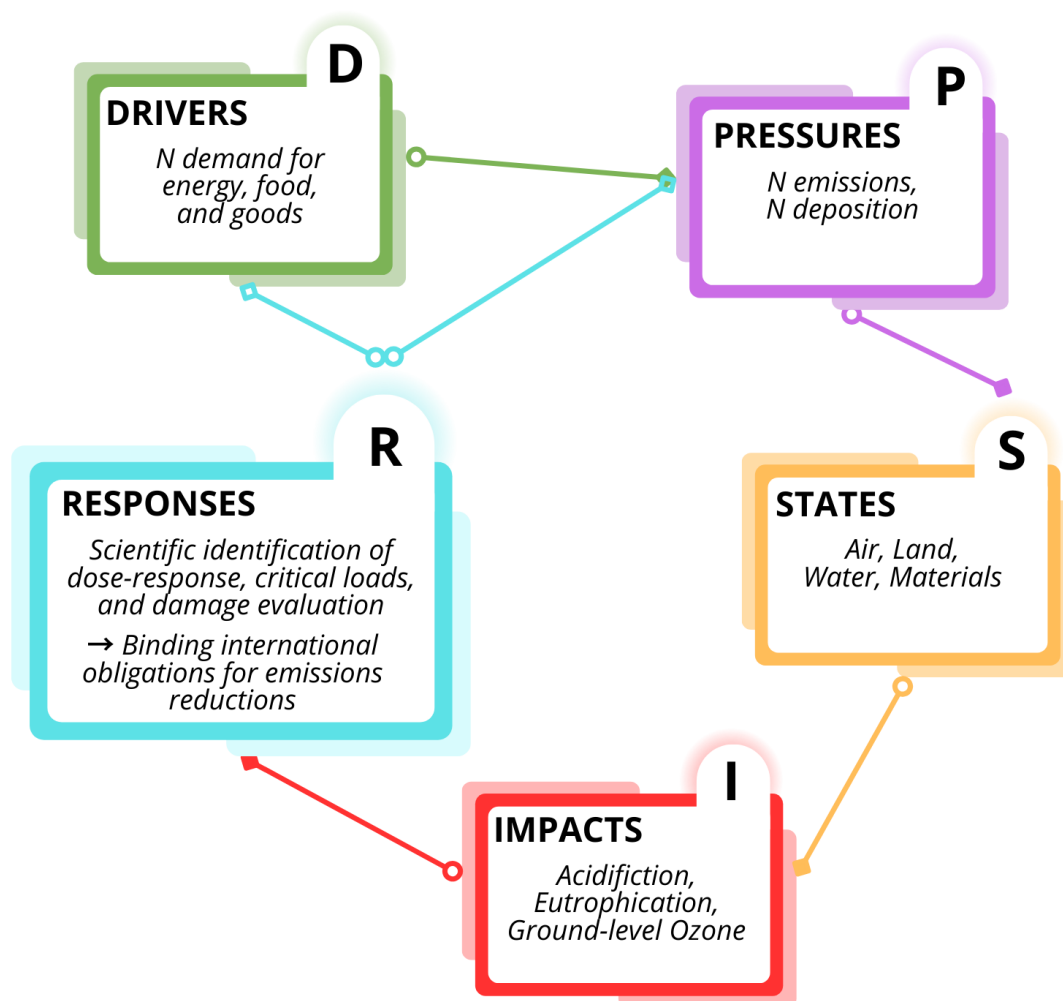 D
DRIVERS
N demand for
energy, food,
and goods
P
PRESSURES
N emissions,
N deposition
R
RESPONSES
Scientific identification of
dose-response, critical loads,
and damage evaluation
→ Binding international
obligations for emissions
reductions
S
STATES
Air, Land,
Water, Materials
I
IMPACTS
Acidifiction,
Eutrophication,
Ground-level Ozone